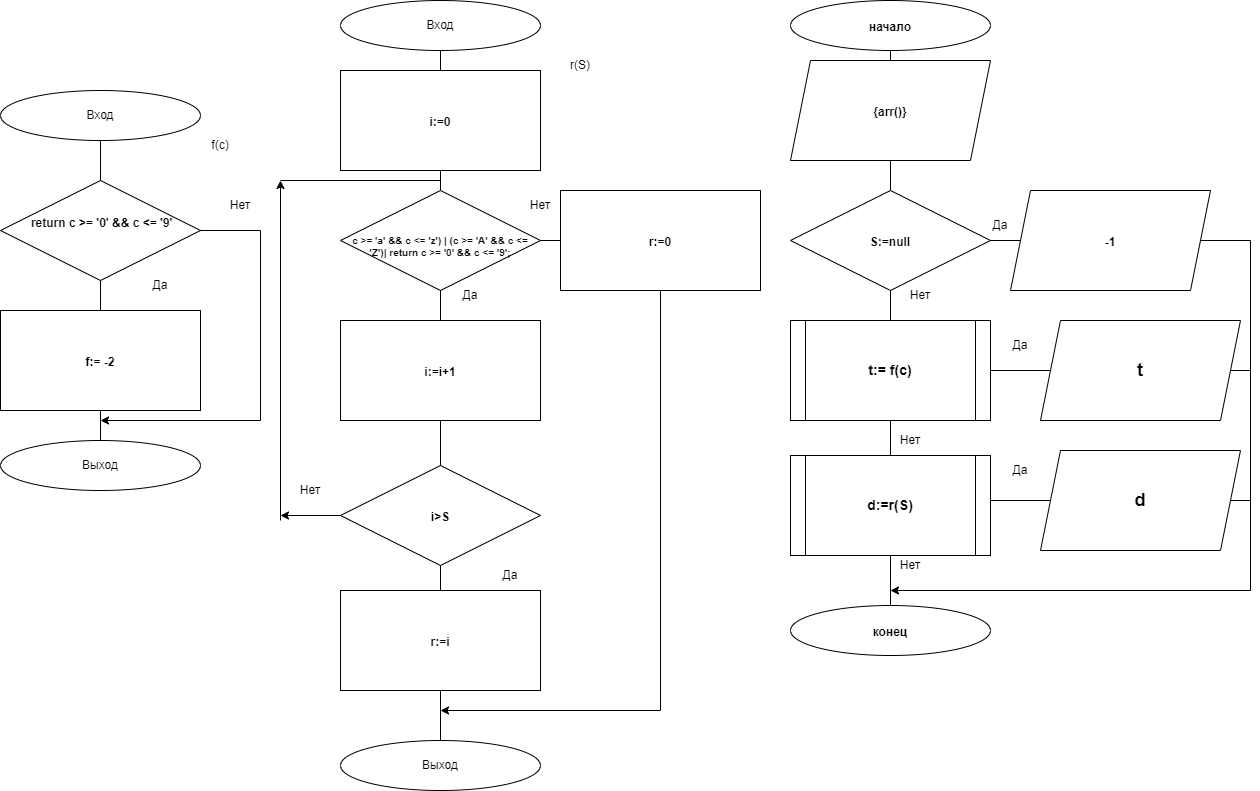 Вход
f(c)
return c >= '0' && c <= '9'
Нет
Да
f:= -2
Выход
Вход
r(S)
i:=0
c >= 'a' && c <= 'z') | (c >= 'A' && c <=
'Z')| return c >= '0' && c <= '9';
Нет
r:=0
Да
i:=i+1
Нет
i>S
Да
r:=i
Выход
начало
{arr()}
S:=null
Да
-1
Нет
t:= f(c)
Да
t
Нет
d:=r(S)
Да
d
Нет
конец